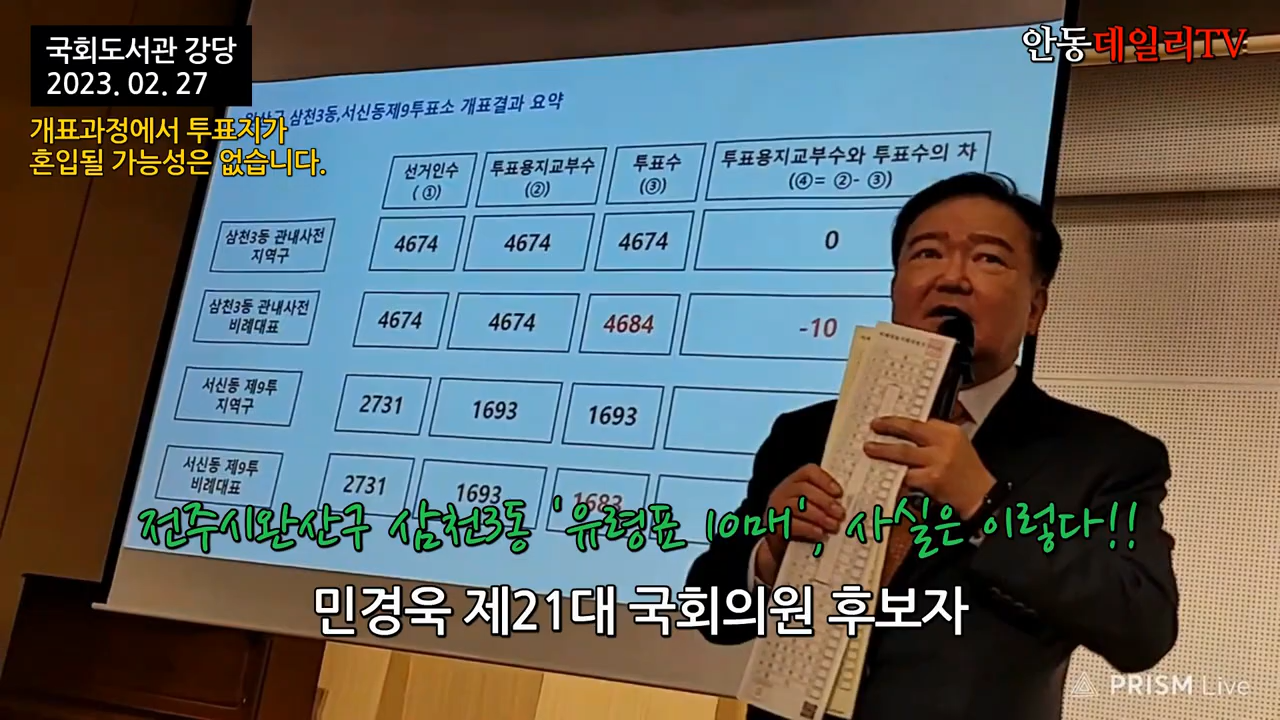 국회도서관 강당
2023. 02. 27
안동데일리TV
개표과정에서 투표지가
혼입될 가능성은 없습니다.
삼천3동,서신동제9투표소 개표결과 요약
선거인수 (①)
투표용지교부수 (②)
투표수 (③)
투표용지교부수와 투표수의 차 (④= ②- ③)
삼천3동 관내사전 지역구
4674
4674
4674
0
삼천3동 관내사전 비례대표
4674
4674
4684
-10
서신동 제9투 지역구
2731
1693
1693
서신동 제9투 비례대표
2731
1693
1683
전주시완산구 삼천3동 '유령표 10매', 사실은 이렇다!!
민경욱 제21대 국회의원 후보자
PRISM Live